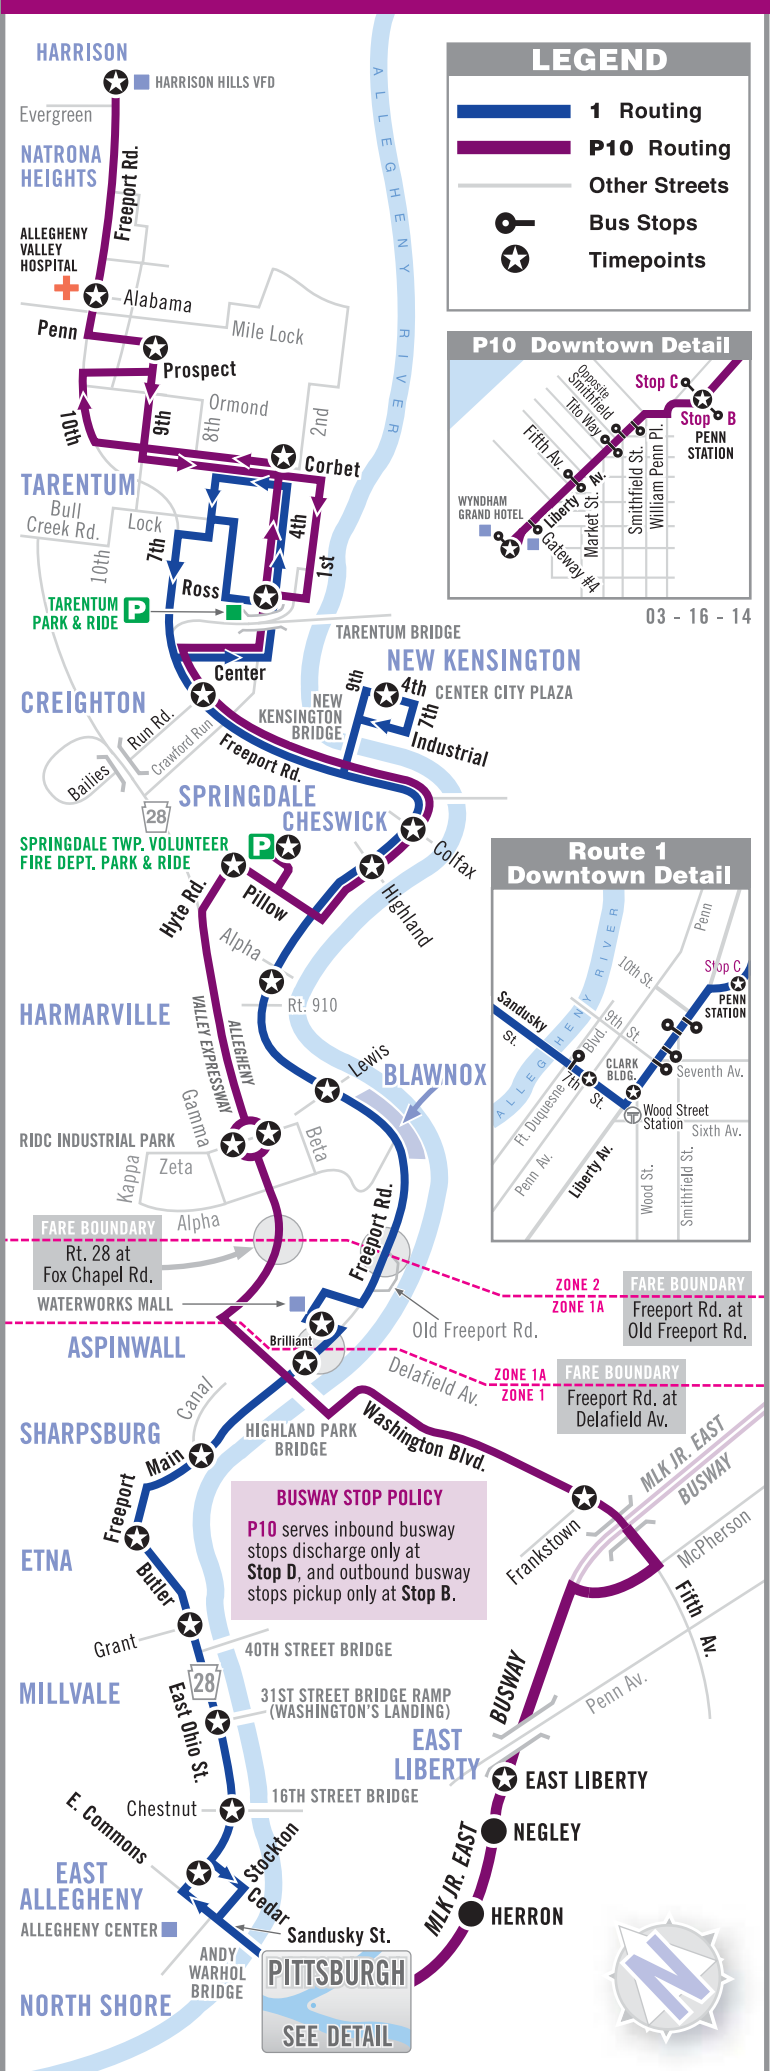 HARRISON
HARRISON HILLS VFD
Evergreen
NATRONA
HEIGHTS
Freeport Rd.
ALLEGHENY
VALLEY
HOSPITAL
Alabama
Penn
Mile Lock
Prospect
10th
9th
8th
Ormond
2nd
Corbet
TARENTUM
Bull
Creek Rd.
Lock
10th
7th
4th
1st
Ross
TARENTUM
PARK & RIDE
P
TARENTUM BRIDGE
Center
ALLEGHENY RIVER
LEGEND
1 Routing
P10 Routing
Other Streets
Bus Stops
Timepoints
P10 Downtown Detail
Stop C
Opposite
Smithfield
Tito Way
Stop B
PENN
STATION
Fifth Av.
Liberty Av.
Market St.
Smithfield St.
William Penn Pl.
WYNDHAM
GRAND HOTEL
Gateway #4
03 - 16 - 14
NEW KENSINGTON
9th
4th
CENTER CITY PLAZA
7th
Industrial
NEW
KENSINGTON
BRIDGE
CREIGHTON
Run Rd.
Crawford Run
Bailies
Freeport Rd.
28
SPRINGDALE
CHESWICK
SPRINGDALE TWP. VOLUNTEER
FIRE DEPT. PARK & RIDE
P
Colfax
Highland
Hyte Rd.
Pillow
Alpha
Rt. 910
HARMARVILLE
ALLEGHENY
VALLEY EXPRESSWAY
Lewis
BLAWNOX
RIDC INDUSTRIAL PARK
Gamma
Beta
Kappa
Zeta
Alpha
Route 1
Downtown Detail
ALLEGHENY RIVER
Penn
10th St.
Stop C
PENN
STATION
Sandusky
St.
9th St.
Ft. Duquesne Blvd.
CLARK
BLDG.
7th
St.
Seventh Av.
T
Wood Street
Station
Sixth Av.
Penn Av.
Liberty Av.
Wood St.
Smithfield St.
FARE BOUNDARY
Rt. 28 at
Fox Chapel Rd.
Freeport Rd.
ZONE 2
ZONE 1A
FARE BOUNDARY
Freeport Rd. at
Old Freeport Rd.
WATERWORKS MALL
Old Freeport Rd.
ASPINWALL
Brilliant
Delafield Av.
ZONE 1A
ZONE 1
FARE BOUNDARY
Freeport Rd. at
Delafield Av.
Canal
HIGHLAND PARK
BRIDGE
Washington Blvd.
SHARPSBURG
Main
MLK JR. EAST
BUSWAY
BUSWAY STOP POLICY
P10 serves inbound busway
stops discharge only at
Stop D, and outbound busway
stops pickup only at Stop B.
Freeport
Frankstown
McPherson
ETNA
Butler
Fifth Av.
Grant
40TH STREET BRIDGE
28
MILLVALE
East Ohio St.
31ST STREET BRIDGE RAMP
(WASHINGTON'S LANDING)
BUSWAY
Penn Av.
EAST
LIBERTY
EAST LIBERTY
16TH STREET BRIDGE
Chestnut
NEGLEY
E. Commons
Stockton
MLK JR. EAST
EAST
ALLEGHENY
Cedar
HERRON
ALLEGHENY CENTER
Sandusky St.
ANDY
WARHOL
BRIDGE
NORTH SHORE
PITTSBURGH
SEE DETAIL
N